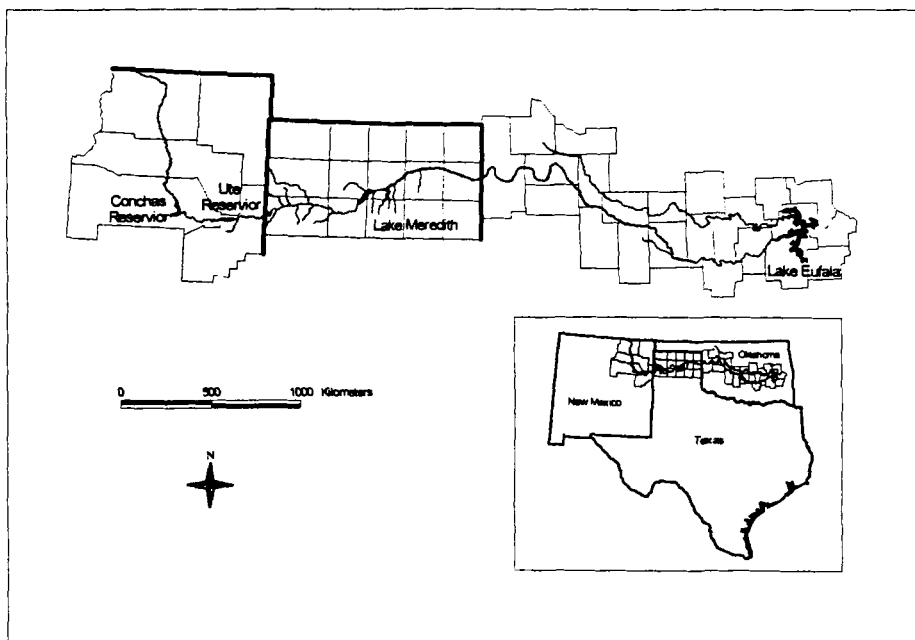 Conchas
Reservior
Ute
Reservior
Lake Meredith
Lake Eufala
0 500 1000 Kilometers
N
New Mexico
Oklahoma
Texas